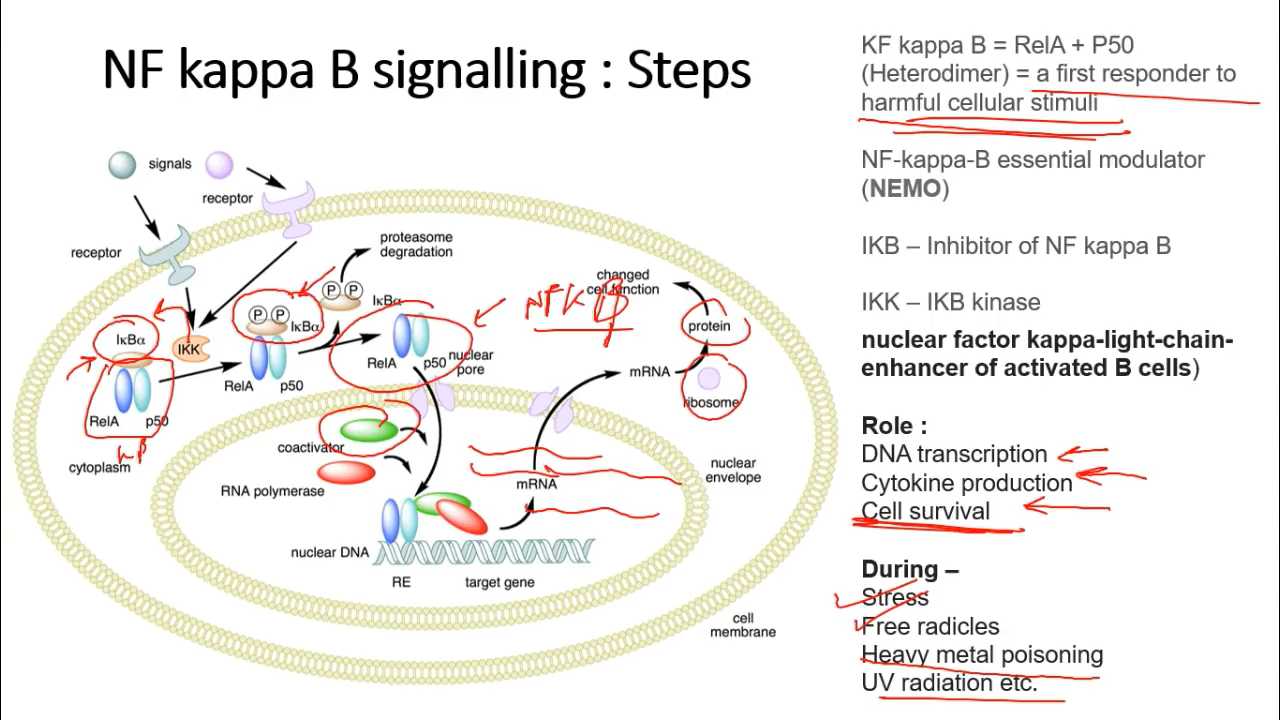 NF kappa B signalling : Steps
KF kappa B = RelA + P50
(Heterodimer) = a first responder to
harmful cellular stimuli
NF-kappa-B essential modulator
(NEMO)
IKB – Inhibitor of NF kappa B
IKK – IKB kinase
nuclear factor kappa-light-chain-
enhancer of activated B cells)
Role :
DNA transcription
Cytokine production
Cell survival
During –
Stress
Free radicles
Heavy metal poisoning
UV radiation etc.
signals
receptor
receptor
proteasome
degradation
P P
IκBα
P P
IκBα
IκBα
IKK
RelA p50
RelA p50
RelA p50
NFKβ
nuclear
pore
changed
cell function
protein
mRNA
ribosome
cytoplasm
coactivator
RNA polymerase
mRNA
nuclear
envelope
nuclear DNA
RE
target gene
cell
membrane